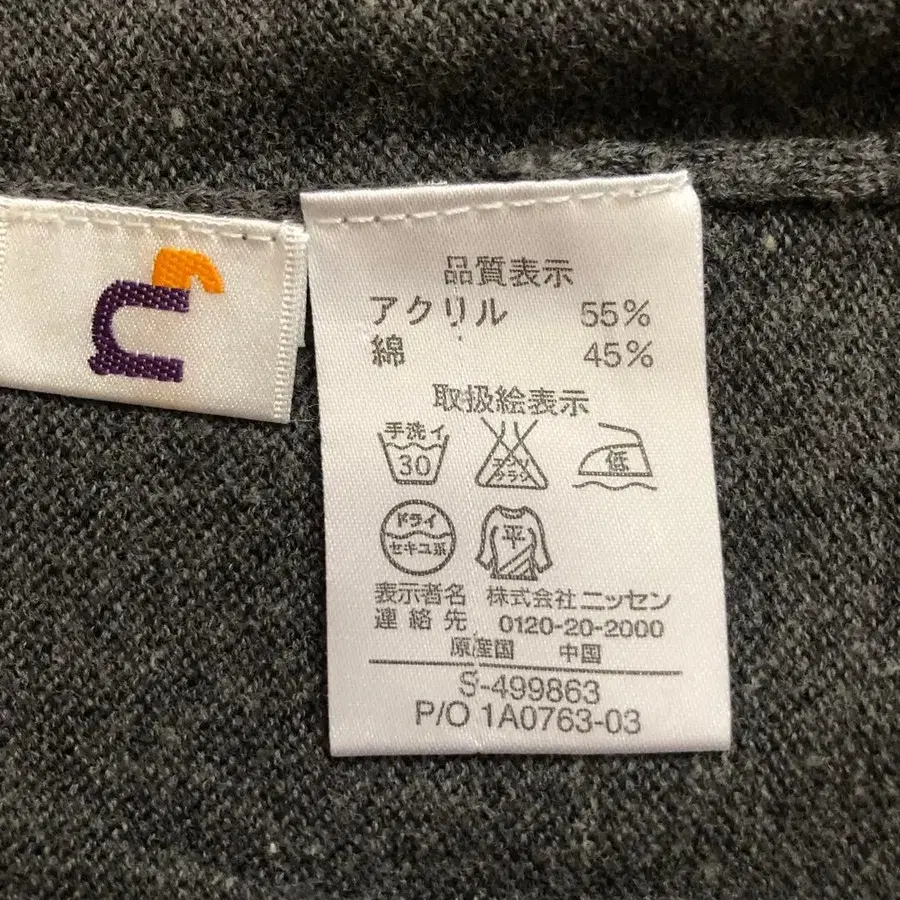 品質表示
アクリル 55%
綿 45%
取扱絵表示
手洗イ
30
エンソ
サラシ
低
ドライ
セキユ系
平
表示者名 株式会社ニッセン
連絡先 0120-20-2000
原産国 中国
S-499863
P/O 1A0763-03